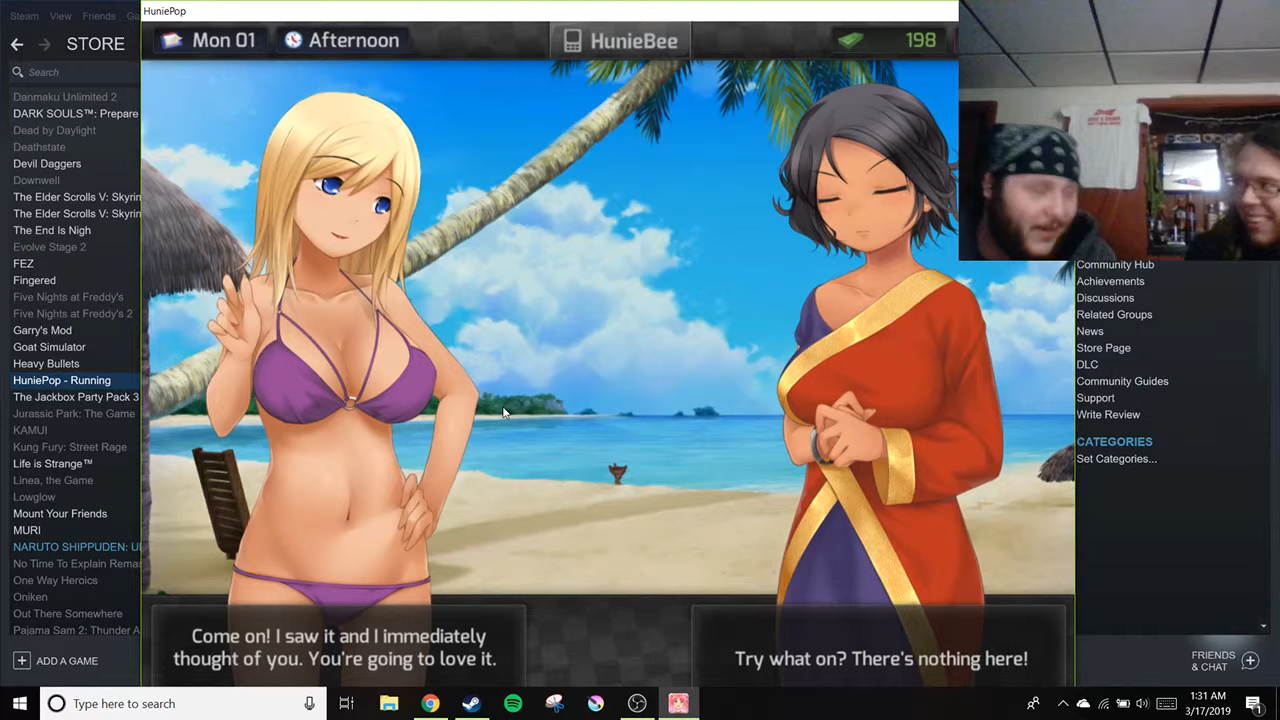 Steam View Friends Ga
HuniePop
STORE
Mon 01
Afternoon
HunieBee
198
Search
Danmaku Unlimited 2
DARK SOULS™: Prepare
Dead by Daylight
Deathstate
Devil Daggers
Downwell
The Elder Scrolls V: Skyrin
The Elder Scrolls V: Skyrin
The End Is Nigh
Evolve Stage 2
FEZ
Fingered
Five Nights at Freddy's
Five Nights at Freddy's 2
Garry's Mod
Goat Simulator
Heavy Bullets
HuniePop - Running
The Jackbox Party Pack 3
Jurassic Park: The Game
KAMUI
Kung Fury: Street Rage
Life is Strange™
Linea, the Game
Lowglow
Mount Your Friends
MURI
NARUTO SHIPPUDEN: U
No Time To Explain Rema
One Way Heroics
Oniken
Out There Somewhere
Pajama Sam 2: Thunder A
ADD A GAME
Community Hub
Achievements
Discussions
Related Groups
News
Store Page
DLC
Community Guides
Support
Write Review
CATEGORIES
Set Categories...
Come on! I saw it and I immediately
thought of you. You're going to love it.
Try what on? There's nothing here!
FRIENDS
& CHAT
Type here to search
1:31 AM
3/17/2019
1